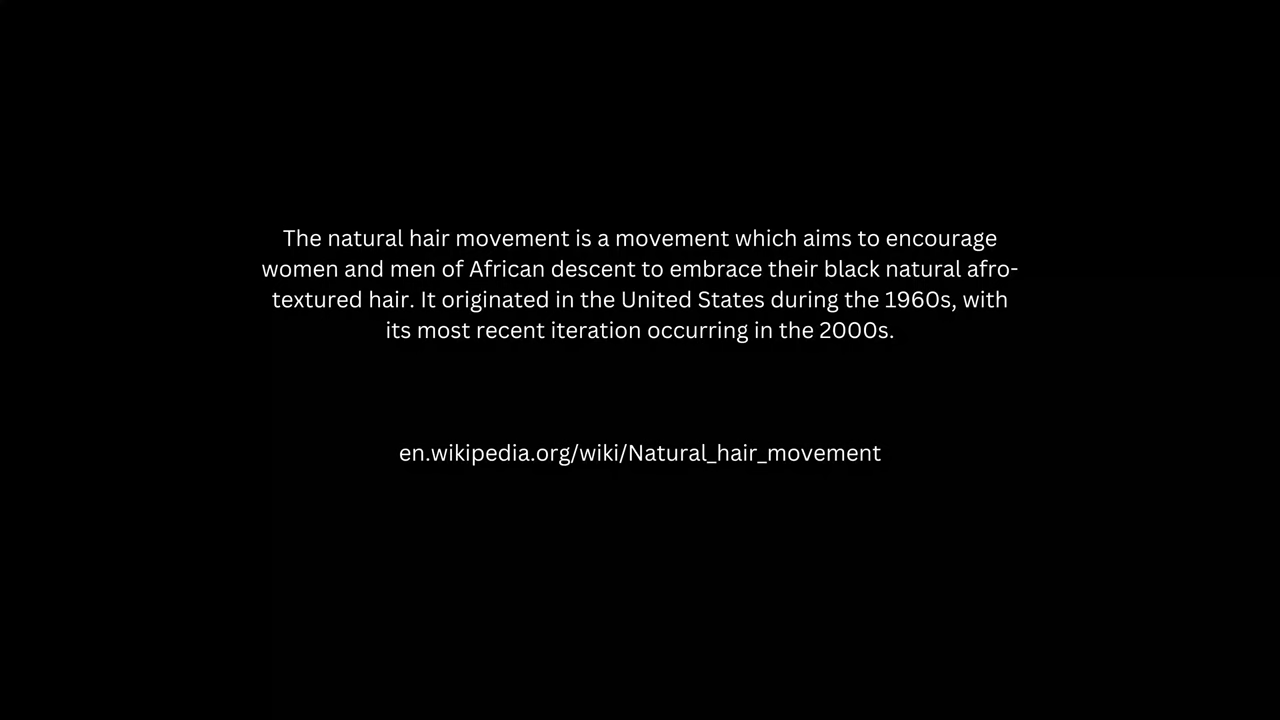 The natural hair movement is a movement which aims to encourage
women and men of African descent to embrace their black natural afro-
textured hair. It originated in the United States during the 1960s, with
its most recent iteration occurring in the 2000s.
en.wikipedia.org/wiki/Natural_hair_movement